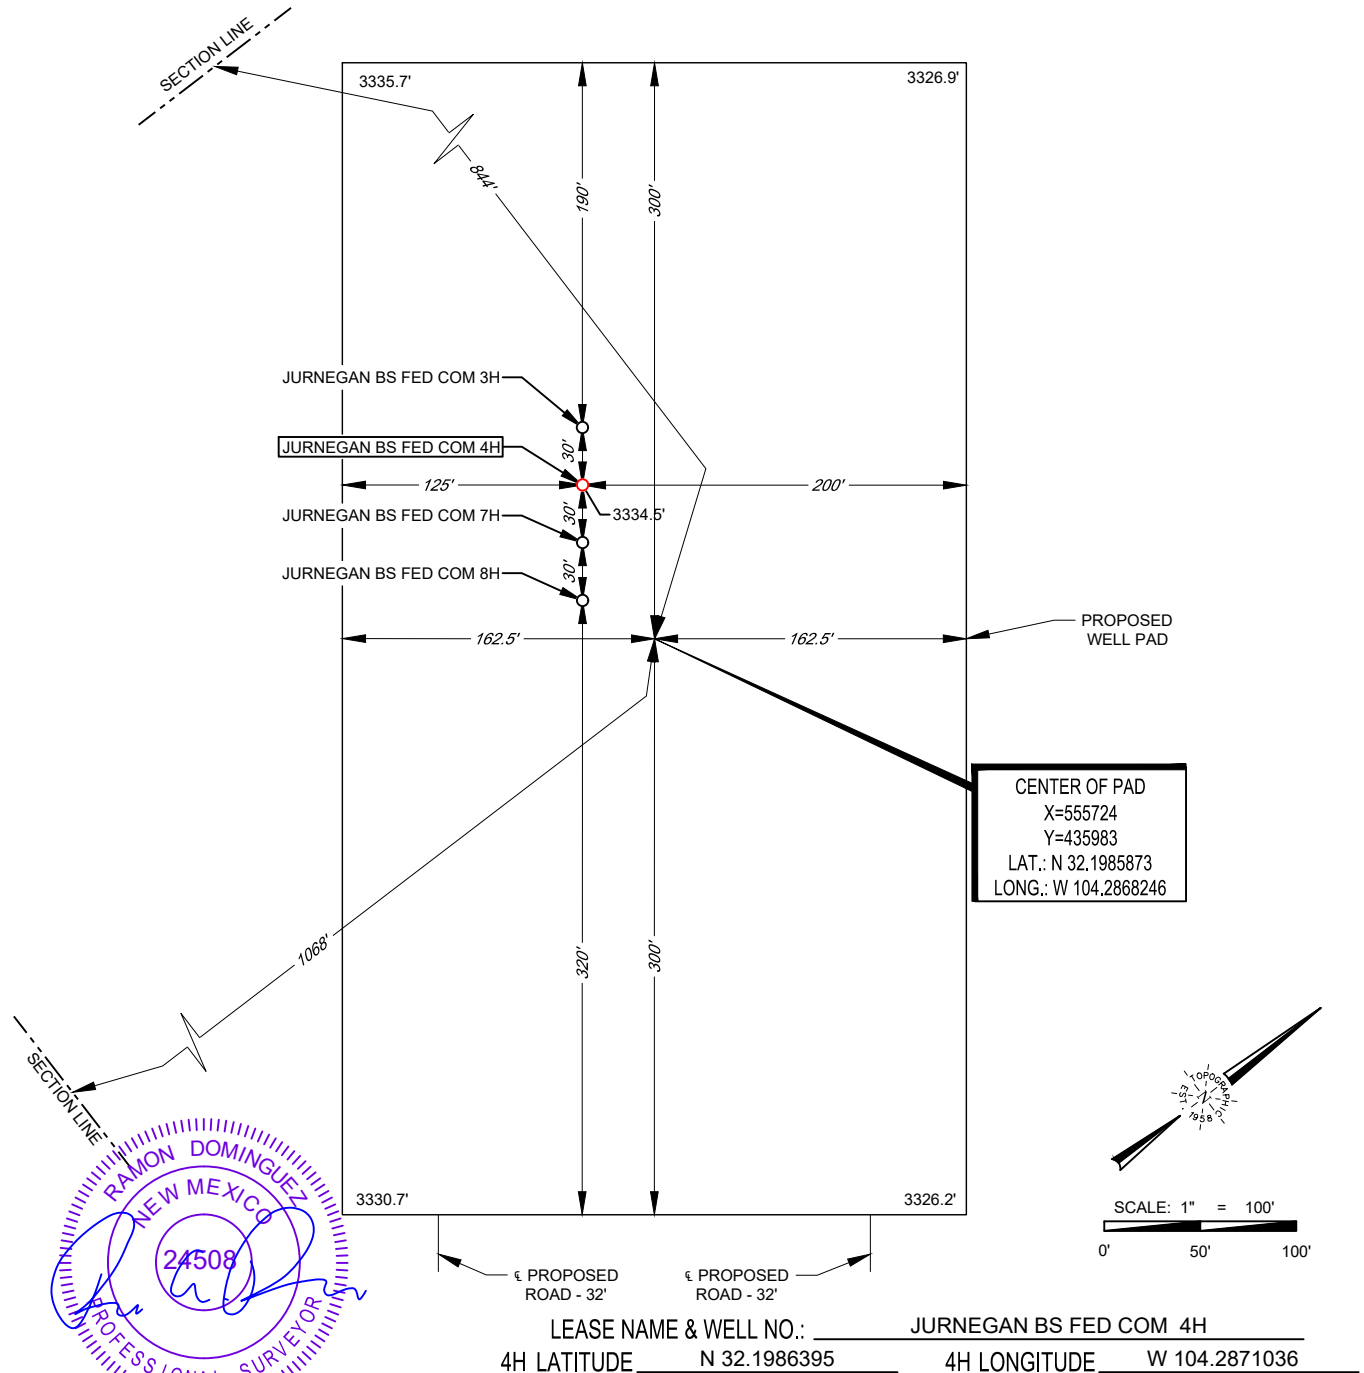 SECTION LINE
3335.7'
3326.9'
844'
190'
300'
JURNEGAN BS FED COM 3H
JURNEGAN BS FED COM 4H
30'
125'
200'
3334.5'
30'
JURNEGAN BS FED COM 7H
JURNEGAN BS FED COM 8H
30'
162.5'
162.5'
PROPOSED
WELL PAD
CENTER OF PAD
X=555724
Y=435983
LAT.: N 32.1985873
LONG.: W 104.2868246
1068'
320'
300'
SECTION LINE
TOPOGRAPHIC
N
EST. 1958
RAMON DOMINGUEZ
NEW MEXICO
24508
PROFESSIONAL SURVEYOR
3330.7'
3326.2'
SCALE: 1" = 100'
0' 50' 100'
℄ PROPOSED
ROAD - 32'
℄ PROPOSED
ROAD - 32'
LEASE NAME & WELL NO.: JURNEGAN BS FED COM 4H
4H LATITUDE N 32.1986395 4H LONGITUDE W 104.2871036